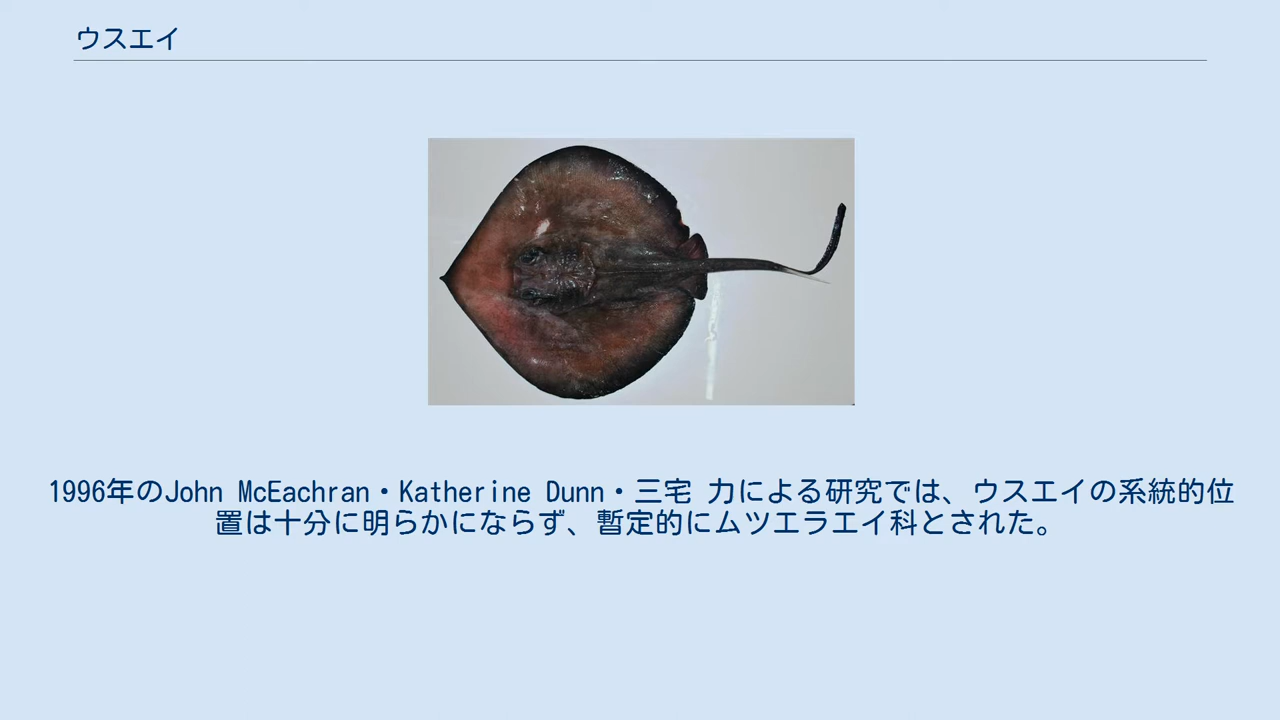 ウスエイ
1996年のJohn McEachran・Katherine Dunn・三宅 力による研究では、ウスエイの系統的位
置は十分に明らかにならず、暫定的にムツエラエイ科とされた。